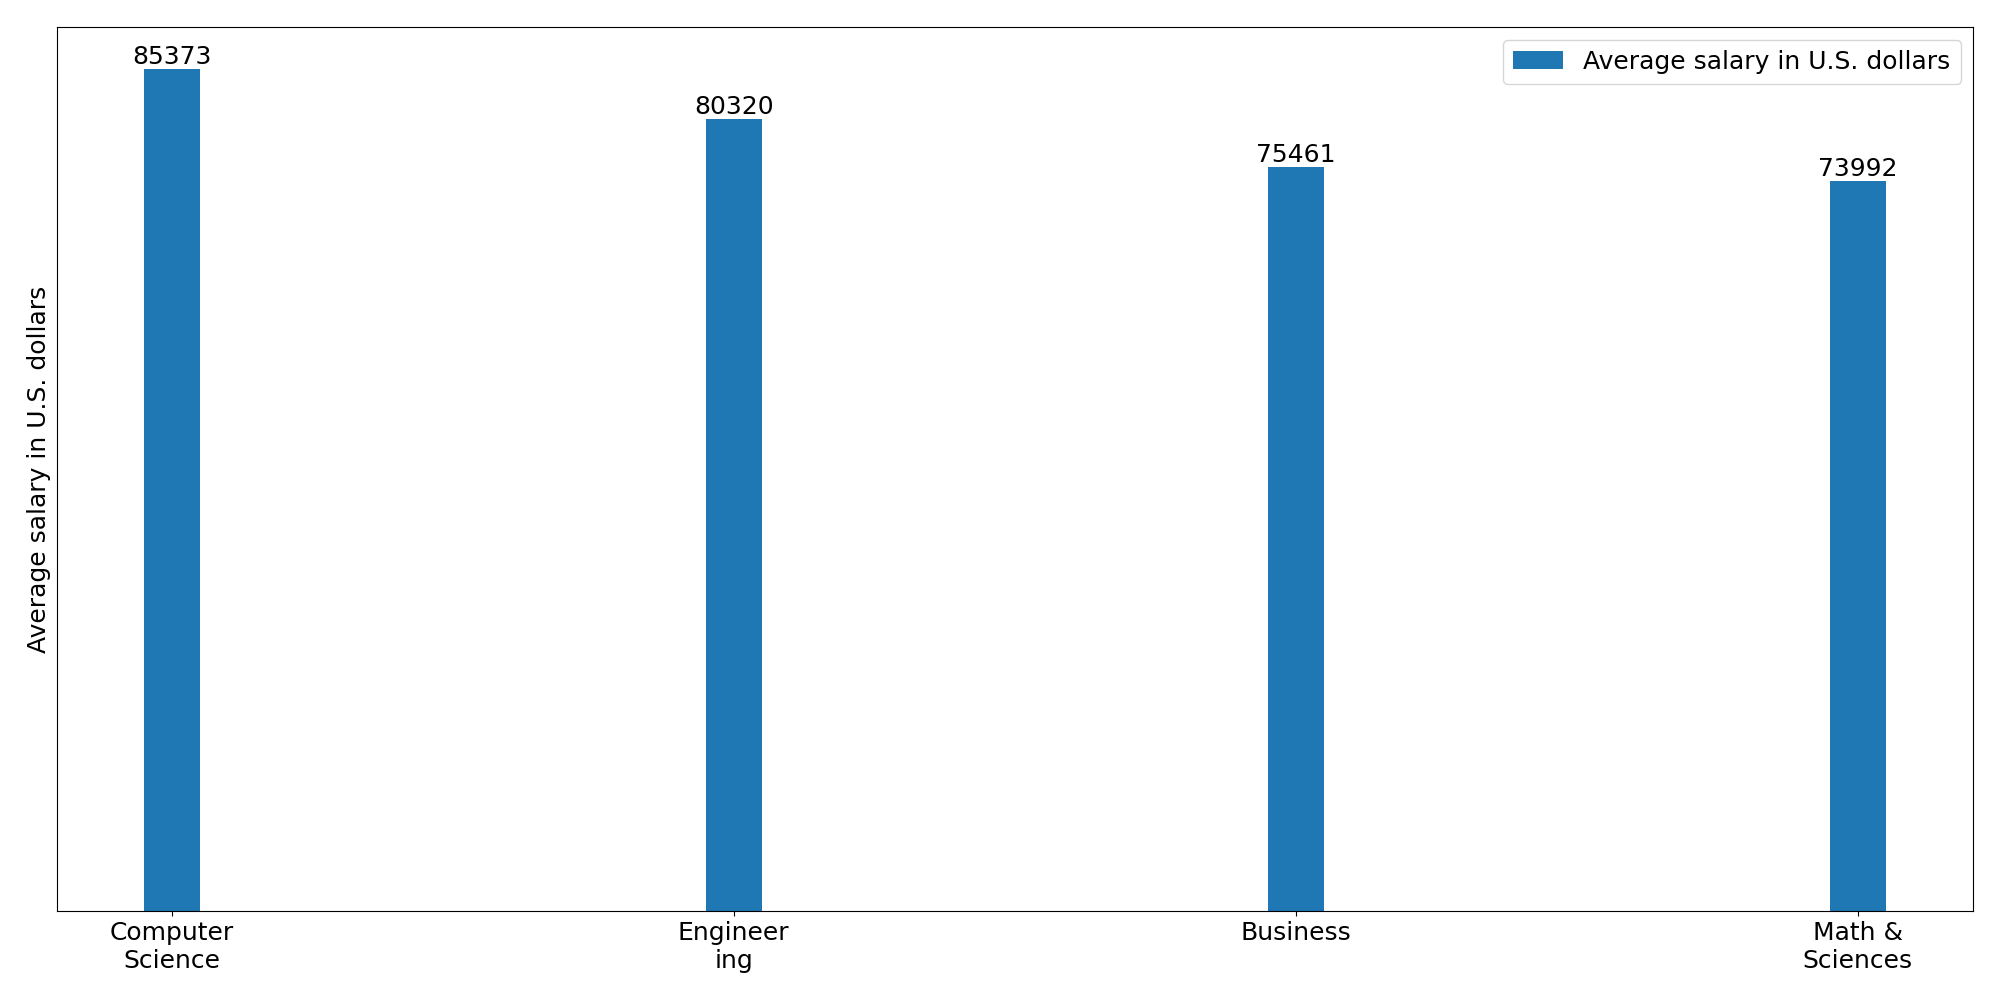 Average salary in U.S. dollars
85373
80320
75461
73992
Average salary in U.S. dollars
Computer
Science
Engineer
ing
Business
Math &
Sciences